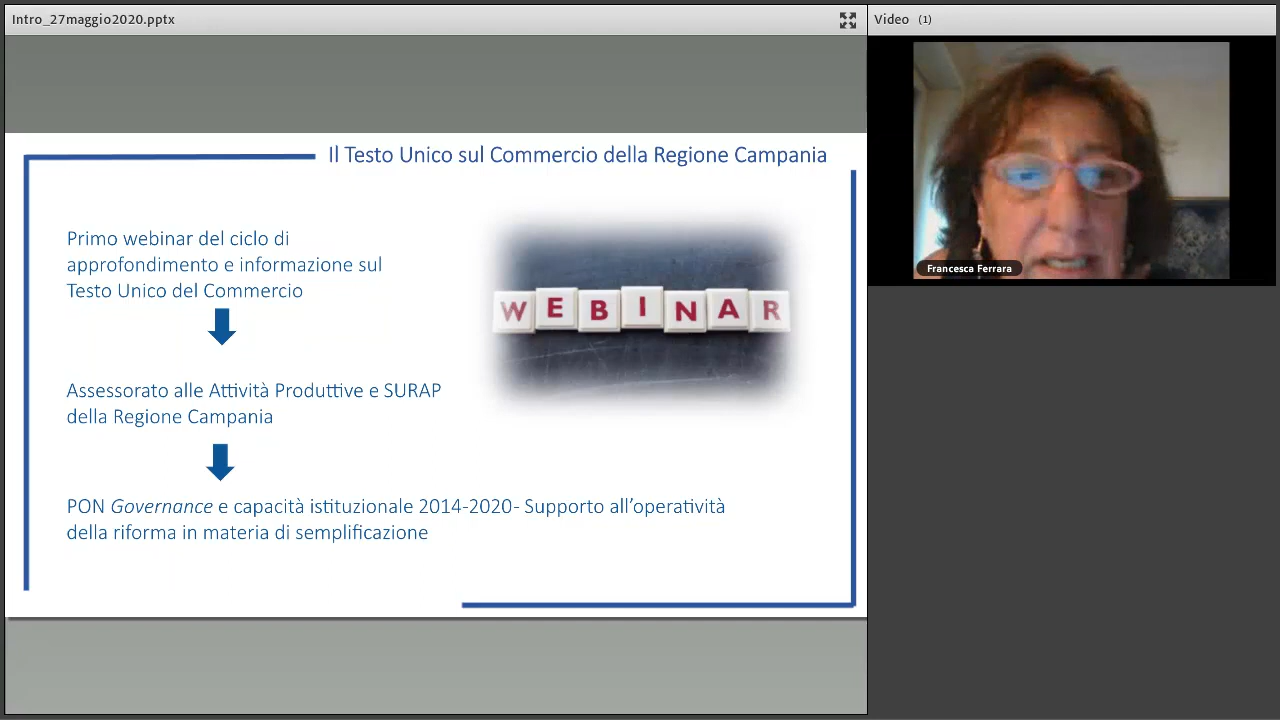 Intro_27maggio2020.pptx
Video (1)
Il Testo Unico sul Commercio della Regione Campania
Primo webinar del ciclo di
approfondimento e informazione sul
Testo Unico del Commercio
WEBINAR
Assessorato alle Attività Produttive e SURAP
della Regione Campania
PON Governance e capacità istituzionale 2014-2020- Supporto all’operatività
della riforma in materia di semplificazione
Francesca Ferrara